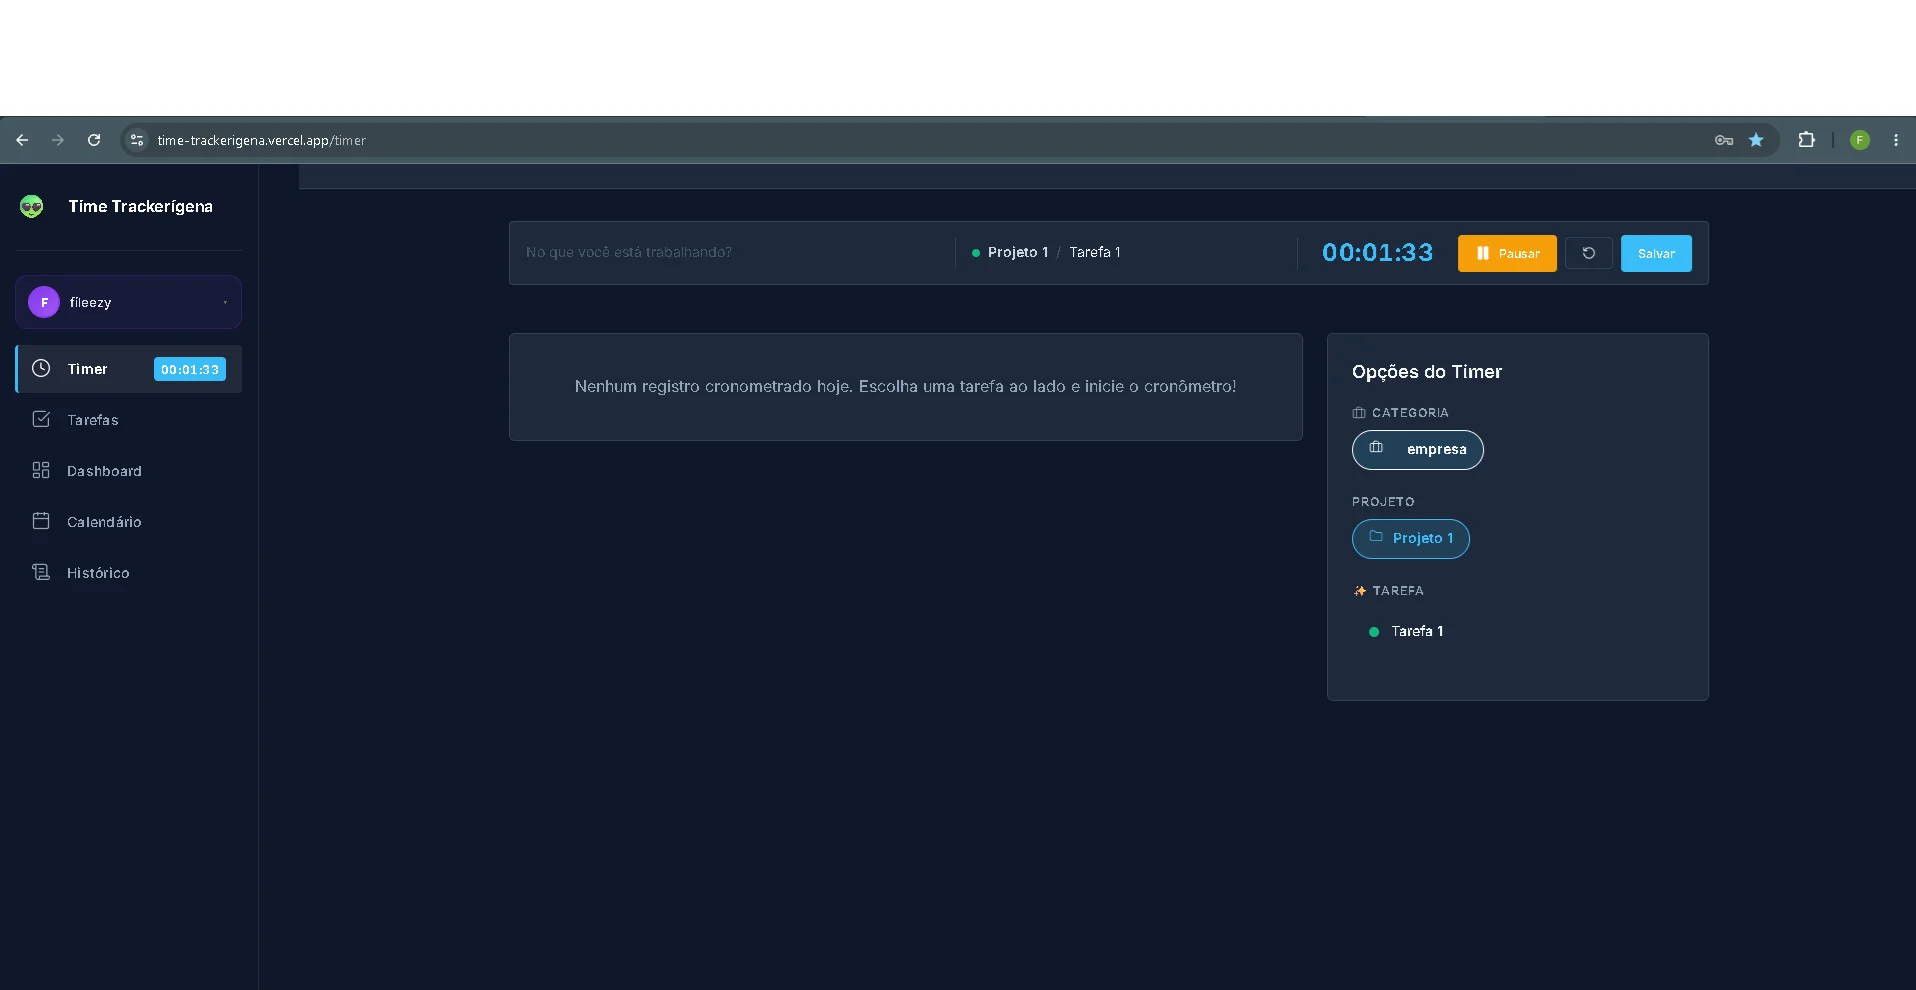 time-trackerigena.vercel.app/timer
F
Time Trackerígena
F fileezy
Timer 00:01:33
Tarefas
Dashboard
Calendário
Histórico
No que você está trabalhando? Projeto 1 / Tarefa 1 00:01:33 Pausar Salvar
Nenhum registro cronometrado hoje. Escolha uma tarefa ao lado e inicie o cronômetro!
Opções do Timer
CATEGORIA
empresa
PROJETO
Projeto 1
TAREFA
Tarefa 1